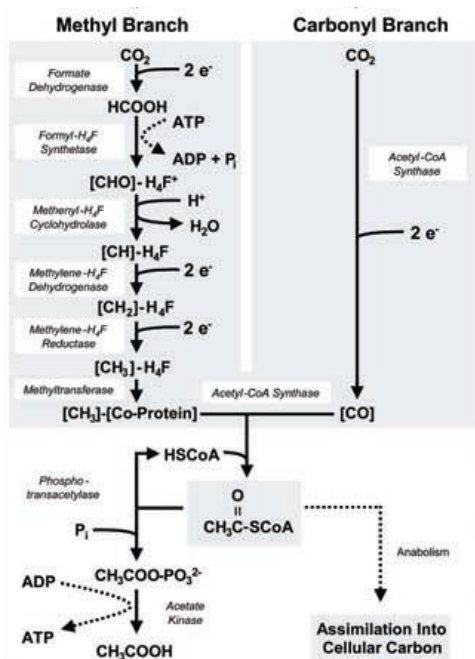 Methyl Branch
Carbonyl Branch
CO₂
2 e⁻
CO₂
Formate
Dehydrogenase
HCOOH
ATP
Formyl-H₄F
Synthetase
ADP + Pᵢ
Acetyl-CoA
Synthase
[CHO]-H₄F⁺
H⁺
Methenyl-H₄F
Cyclohydrolase
H₂O
[CH]-H₄F
2 e⁻
Methylene-H₄F
Dehydrogenase
2 e⁻
[CH₂]-H₄F
Methylene-H₄F
Reductase
2 e⁻
[CH₃]-H₄F
Methyltransferase
Acetyl-CoA Synthase
[CH₃]-[Co-Protein]
[CO]
HSCoA
Phospho-
transacetylase
O
=
CH₃C-SCoA
Pᵢ
Anabolism
CH₃COO-PO₃²⁻
ADP
Acetate
Kinase
ATP
CH₃COOH
Assimilation Into
Cellular Carbon